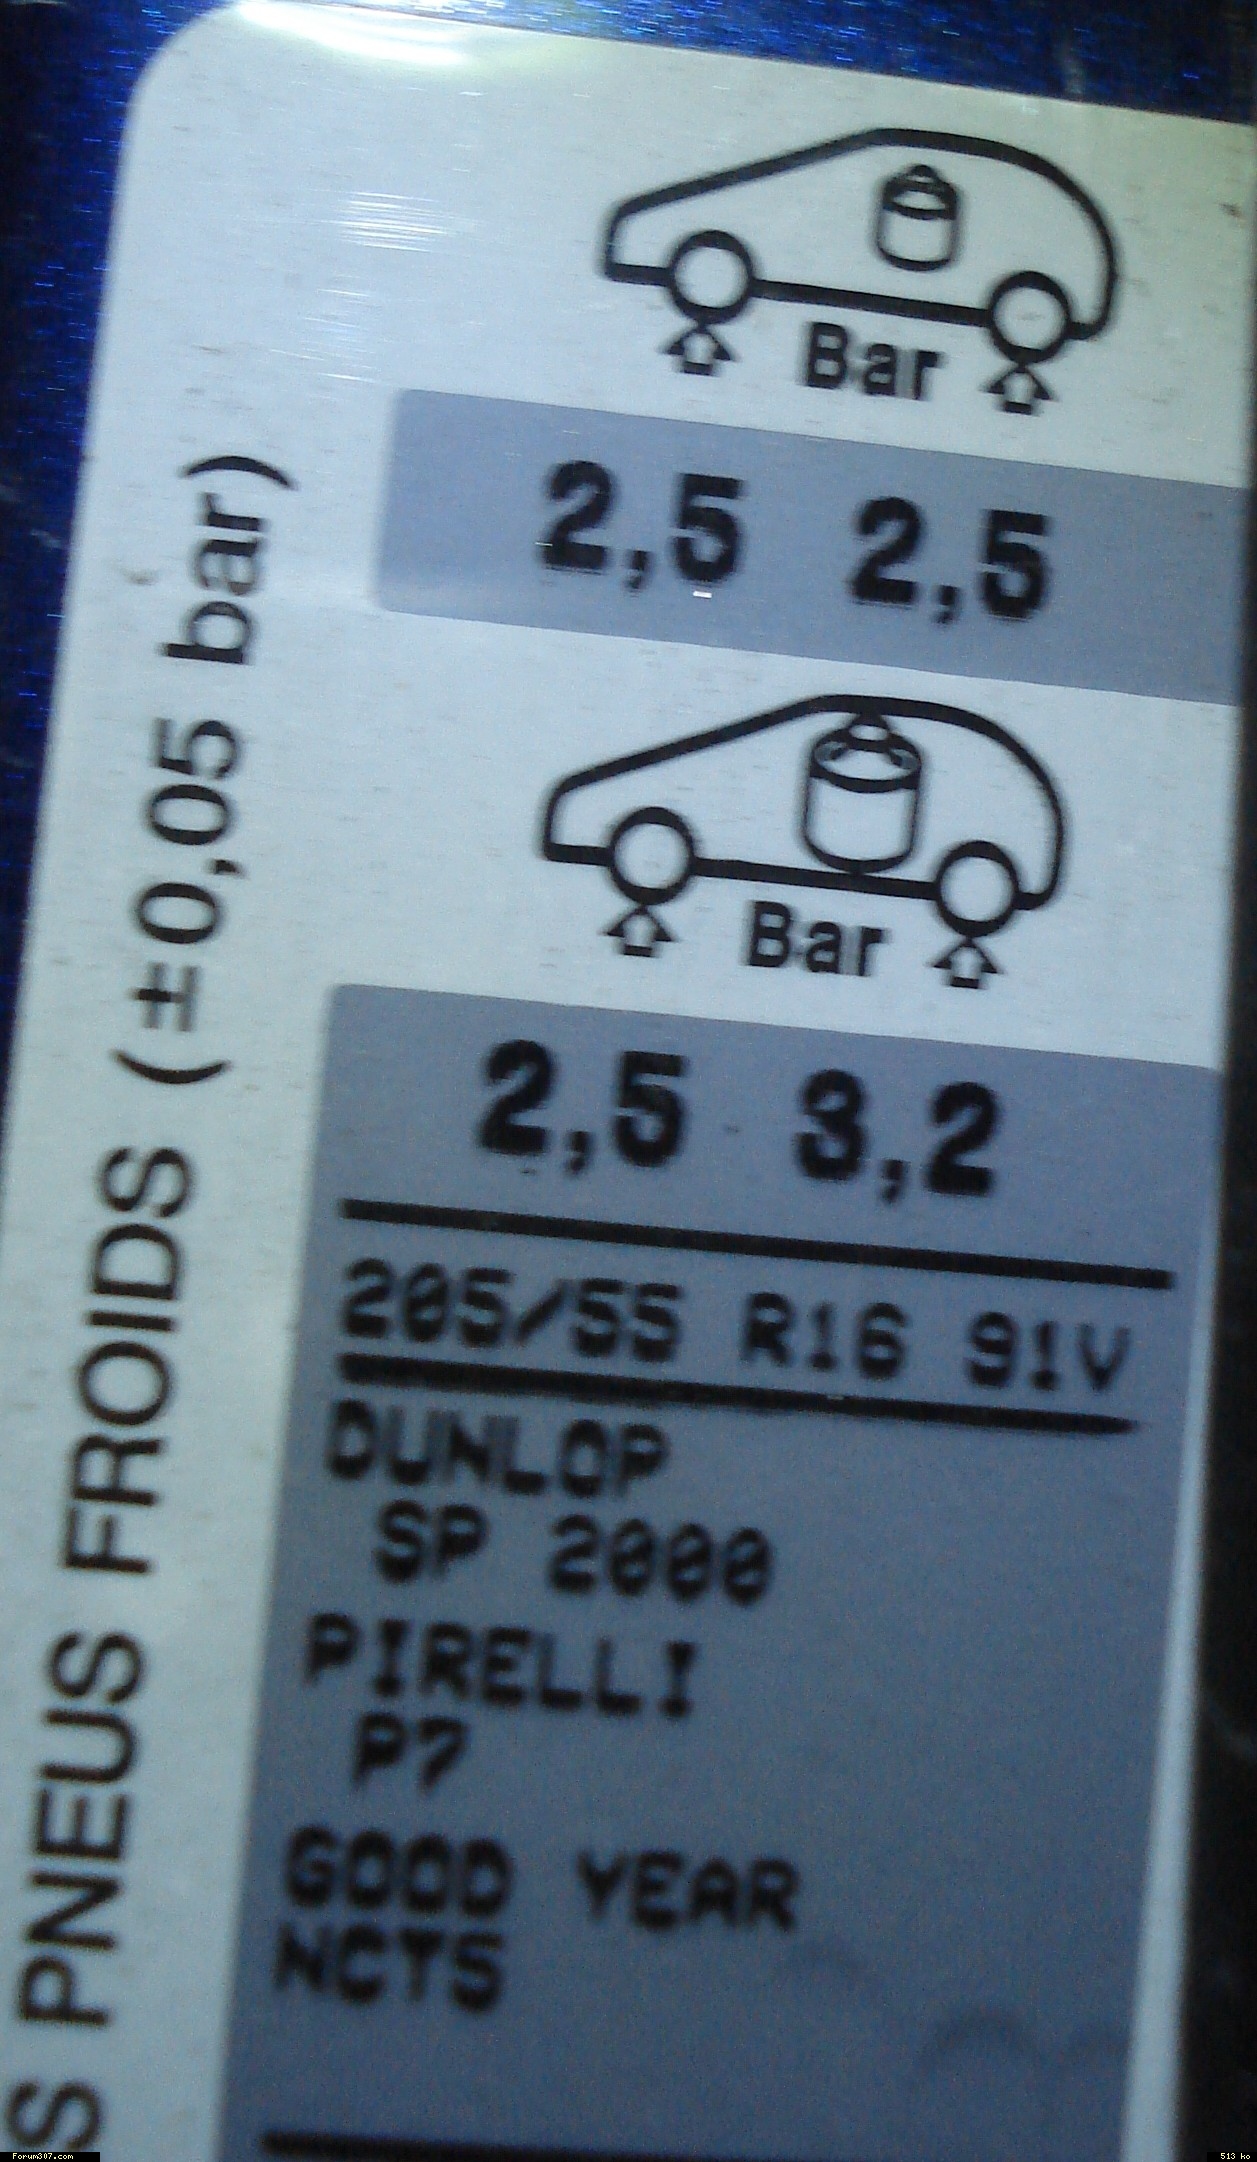 Bar
2,5 2,5
Bar
2,5 3,2
205/55 R16 91V
DUNLOP
SP 2000
PIRELLI
P7
GOOD YEAR
NCT5
S PNEUS FROIDS (±0,05 bar)
Forum307.com
513 ko